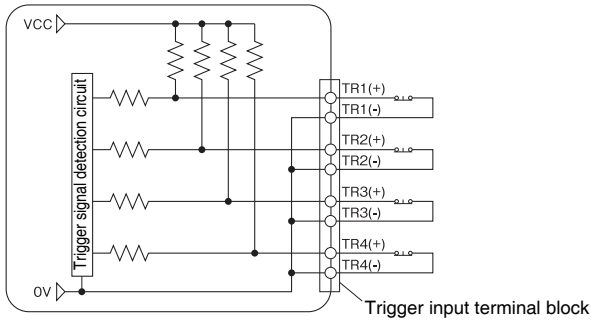 VCC
TR1(+)
TR1(-)
TR2(+)
TR2(-)
TR3(+)
TR3(-)
TR4(+)
TR4(-)
Trigger signal detection circuit
0V
Trigger input terminal block